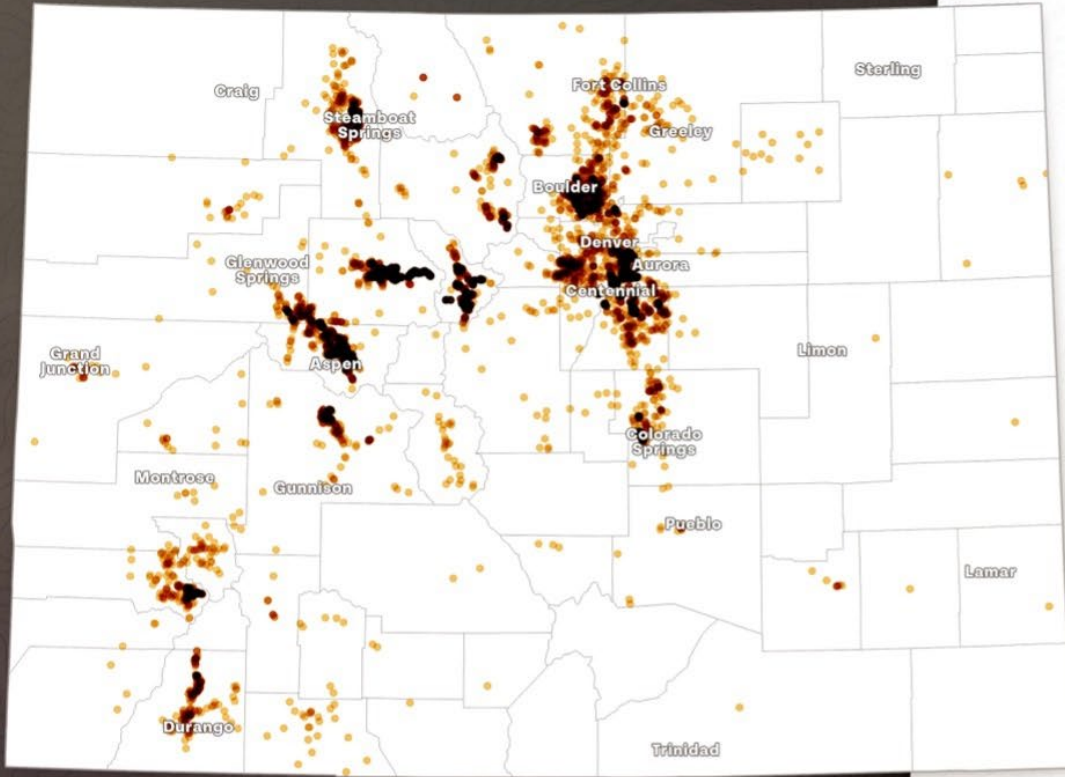 Sterling
Craig
Fort Collins
Steamboat
Springs
Greeley
Boulder
Denver
Glenwood
Springs
Aurora
Centennial
Grand
Junction
Limon
Aspen
Colorado
Springs
Montrose
Gunnison
Pueblo
Lamar
Durango
Trinidad